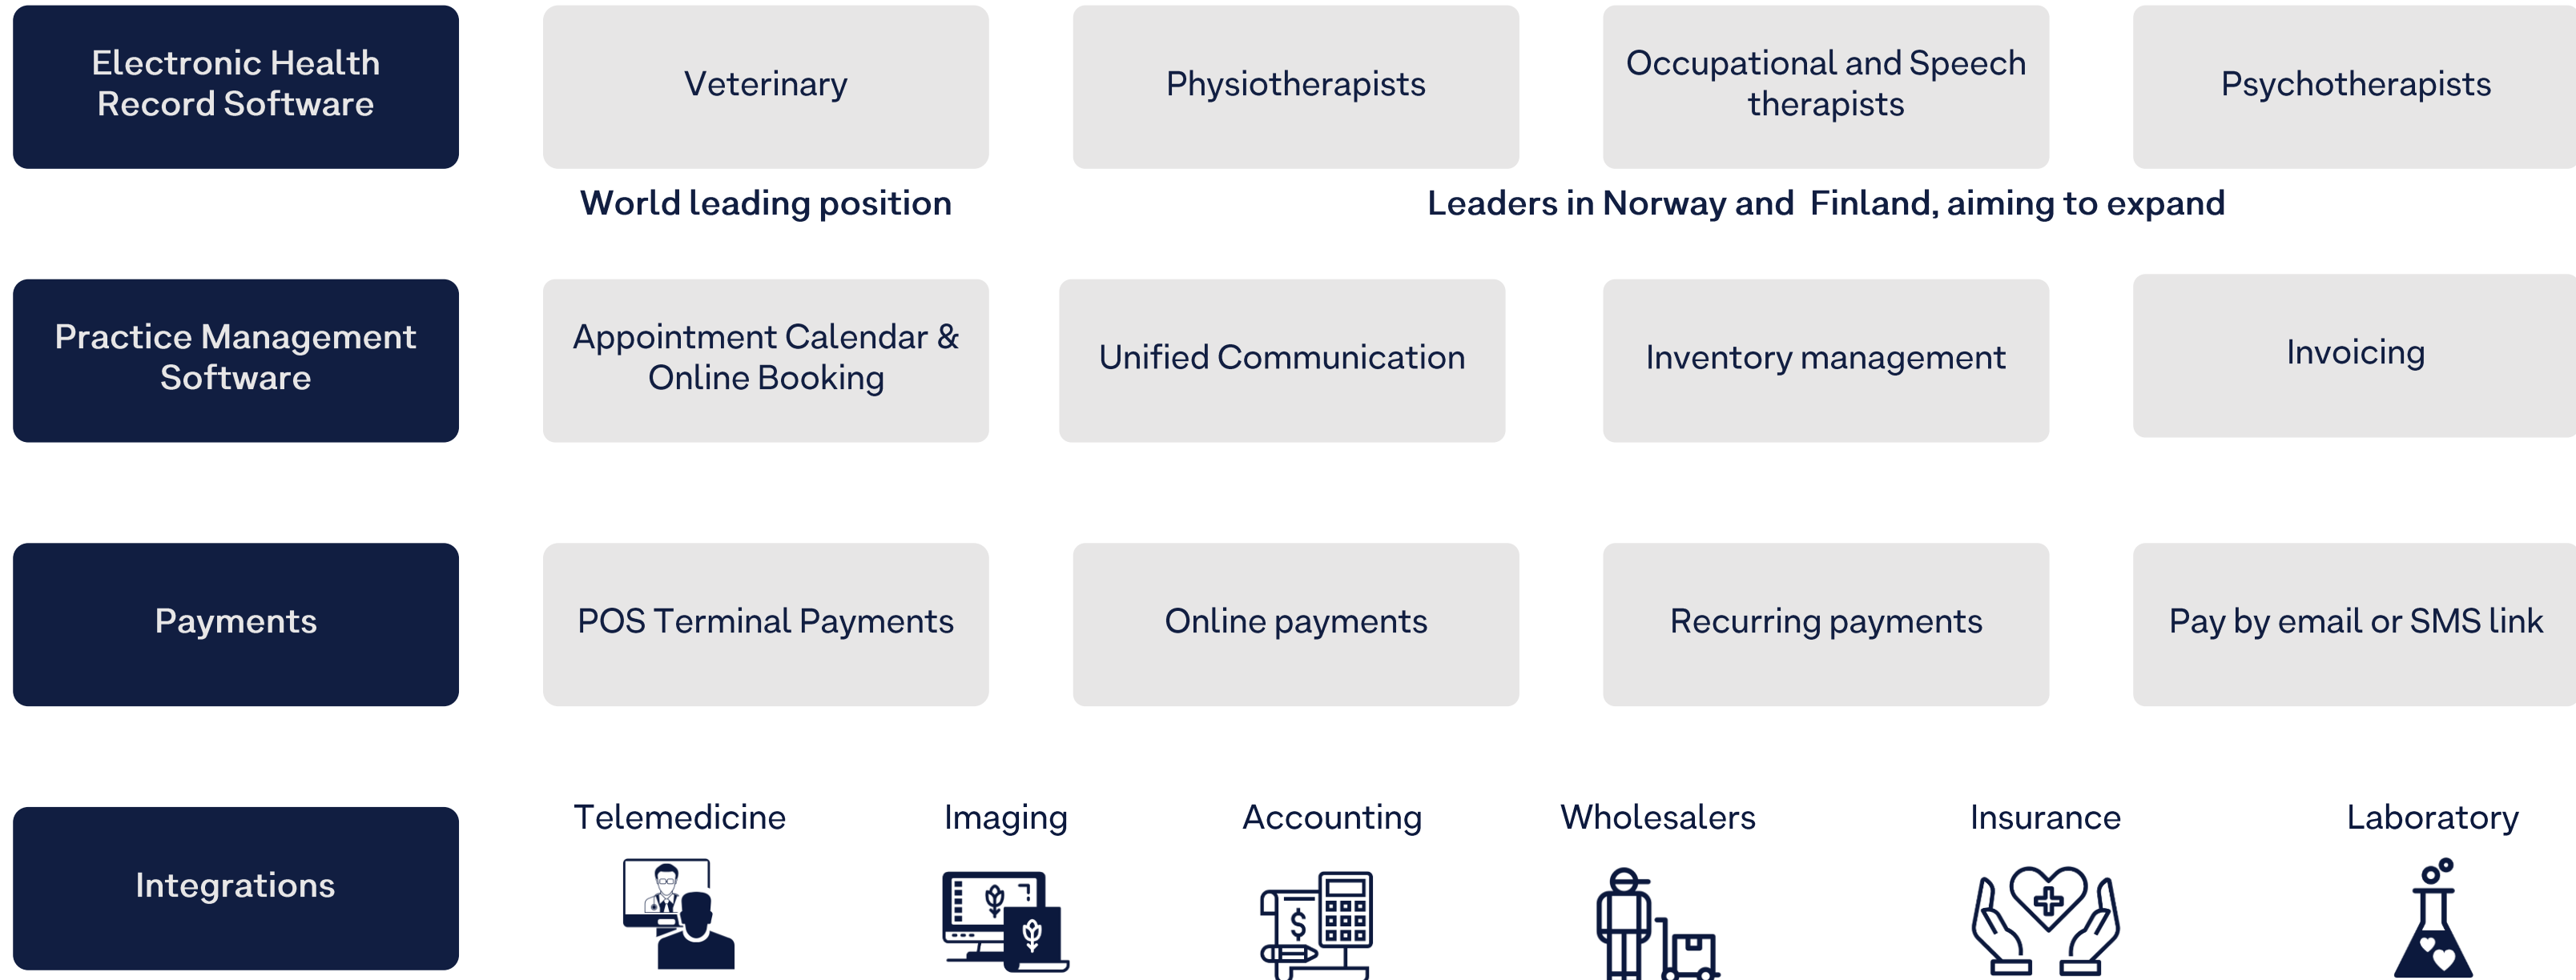 Electronic Health
Record Software
Veterinary
Physiotherapists
Occupational and Speech
therapists
Psychotherapists
World leading position
Leaders in Norway and  Finland, aiming to expand
Practice Management
Software
Appointment Calendar &
Online Booking
Unified Communication
Inventory management
Invoicing
Payments
POS Terminal Payments
Online payments
Recurring payments
Pay by email or SMS link
Integrations
Telemedicine
Imaging
Accounting
Wholesalers
Insurance
Laboratory
$